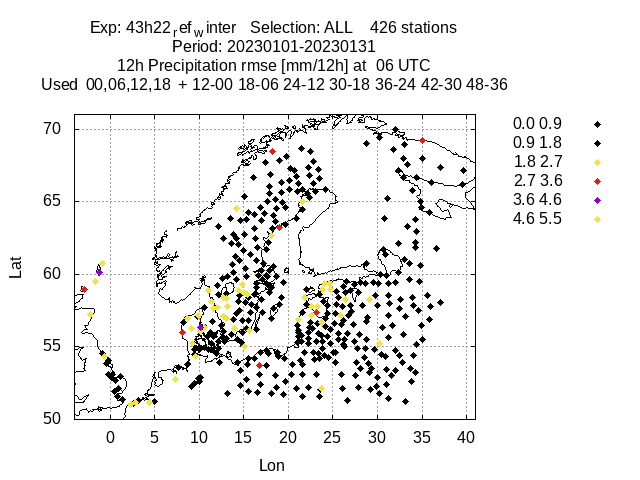 Exp: 43h22refwinter Selection: ALL 426 stations
Period: 20230101-20230131
12h Precipitation rmse [mm/12h] at 06 UTC
Used 00,06,12,18 + 12-00 18-06 24-12 30-18 36-24 42-30 48-36
70
65
60
55
50
Lat
0 5 10 15 20 25 30 35 40
Lon
0.0 0.9
0.9 1.8
1.8 2.7
2.7 3.6
3.6 4.6
4.6 5.5